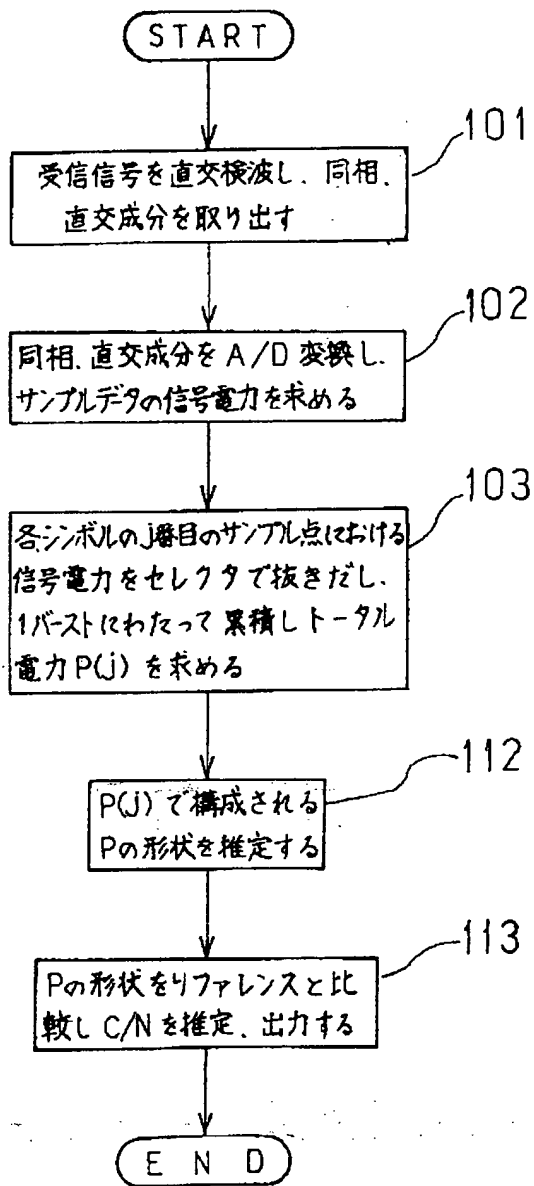 START
101
受信信号を直交検波し、同相、
直交成分を取り出す
102
同相、直交成分を A/D 変換し、
サンプルデータの信号電力を求める
103
各シンボルのj番目のサンプル点における
信号電力をセレクタで抜きだし、
1バーストにわたって累積しトータル
電力P(j)を求める
112
P(j)で構成される
Pの形状を推定する
113
Pの形状をリファレンスと比
較し C/N を推定、出力する
END